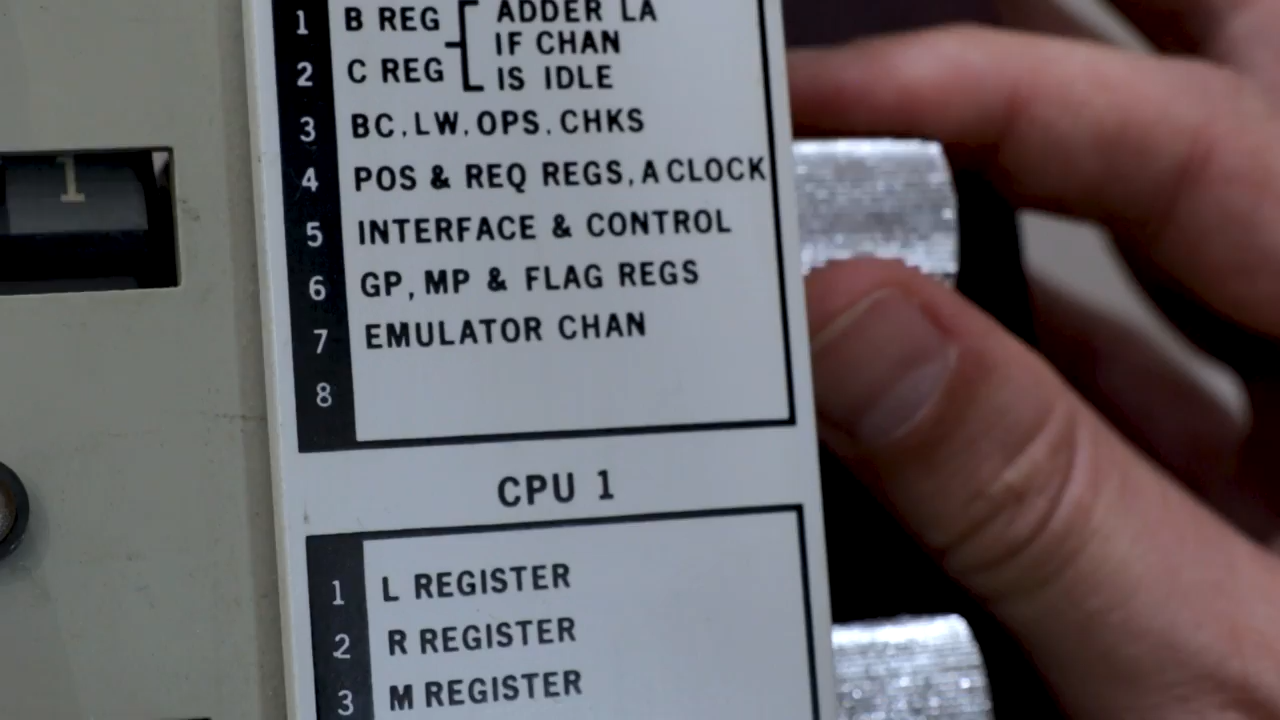 1
1 B REG ADDER LA
IF CHAN
2 C REG IS IDLE
3 BC, LW, OPS, CHKS
4 POS & REQ REGS, A CLOCK
5 INTERFACE & CONTROL
6 GP, MP & FLAG REGS
7 EMULATOR CHAN
8
CPU 1
1 L REGISTER
2 R REGISTER
3 M REGISTER